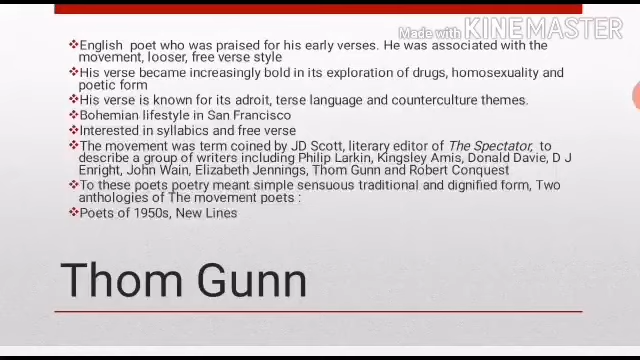 Made with KINEMASTER
❖English poet who was praised for his early verses. He was associated with the
movement, looser, free verse style
❖His verse became increasingly bold in its exploration of drugs, homosexuality and
poetic form
❖His verse is known for its adroit, terse language and counterculture themes.
❖Bohemian lifestyle in San Francisco
❖Interested in syllabics and free verse
❖The movement was term coined by JD Scott, literary editor of The Spectator, to
describe a group of writers including Philip Larkin, Kingsley Amis, Donald Davie, D J
Enright, John Wain, Elizabeth Jennings, Thom Gunn and Robert Conquest
❖To these poets poetry meant simple sensuous traditional and dignified form, Two
anthologies of The movement poets :
❖Poets of 1950s, New Lines
Thom Gunn